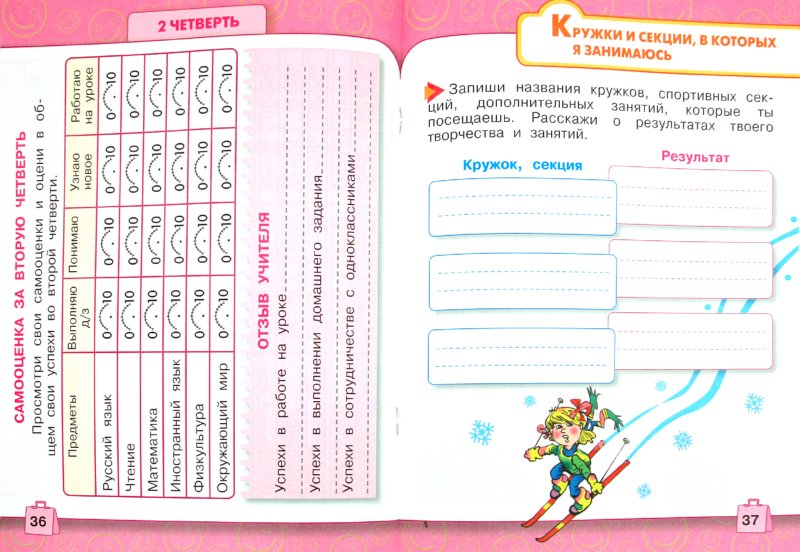 2 ЧЕТВЕРТЬ
САМООЦЕНКА ЗА ВТОРУЮ ЧЕТВЕРТЬ
Просмотри свои самооценки и оцени в об-
щем свои успехи во второй четверти.
Предметы Выполняю д/з Понимаю Узнаю новое Работаю на уроке
Русский язык 0 10 0 10 0 10 0 10
Чтение 0 10 0 10 0 10 0 10
Математика 0 10 0 10 0 10 0 10
Иностранный язык 0 10 0 10 0 10 0 10
Физкультура 0 10 0 10 0 10 0 10
Окружающий мир 0 10 0 10 0 10 0 10
ОТЗЫВ УЧИТЕЛЯ
Успехи в работе на уроке
Успехи в выполнении домашнего задания
Успехи в сотрудничестве с одноклассниками
36
КРУЖКИ И СЕКЦИИ, В КОТОРЫХ
Я ЗАНИМАЮСЬ
Запиши названия кружков, спортивных сек-
ций, дополнительных занятий, которые ты
посещаешь. Расскажи о результатах твоего
творчества и занятий.
Кружок, секция Результат
37